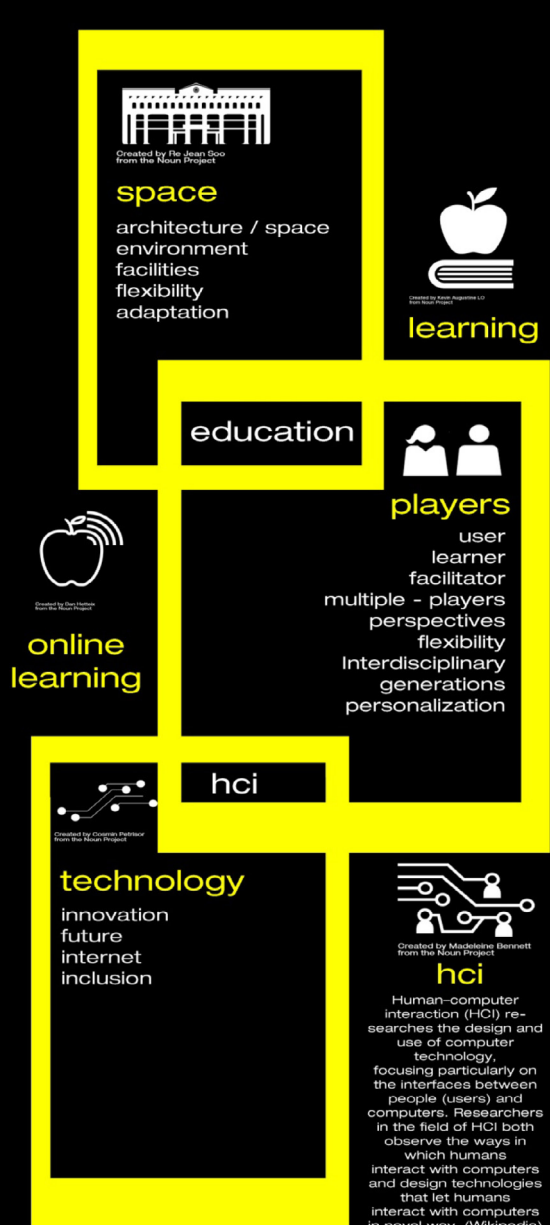 Created by Re Jean Soo
from the Noun Project
space
architecture / space
environment
facilities
flexibility
adaptation
Created by Kevin Augustine LO
from Noun Project
learning
education
players
user
learner
facilitator
multiple - players
perspectives
flexibility
Interdisciplinary
generations
personalization
Created by Dan Hetteix
from the Noun Project
online
learning
hci
Created by Cosmin Petrisor
from the Noun Project
technology
innovation
future
internet
inclusion
Created by Madeleine Bennett
from the Noun Project
hci
Human–computer
interaction (HCI) re-
searches the design and
use of computer
technology,
focusing particularly on
the interfaces between
people (users) and
computers. Researchers
in the field of HCI both
observe the ways in
which humans
interact with computers
and design technologies
that let humans
interact with computers
in novel way. (Wikipedia)